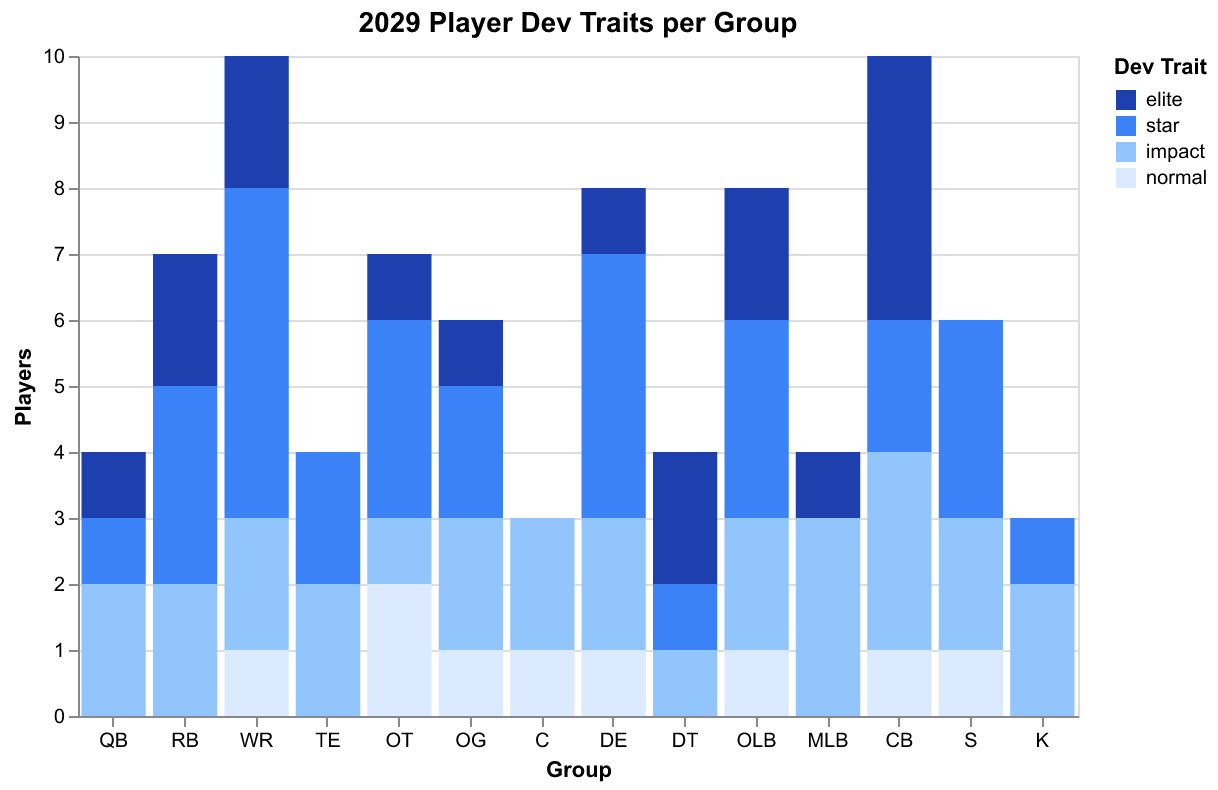 2029 Player Dev Traits per Group
Dev Trait
elite
star
impact
normal
Players
10
9
8
7
6
5
4
3
2
1
0
QB RB WR TE OT OG C DE DT OLB MLB CB S K
Group